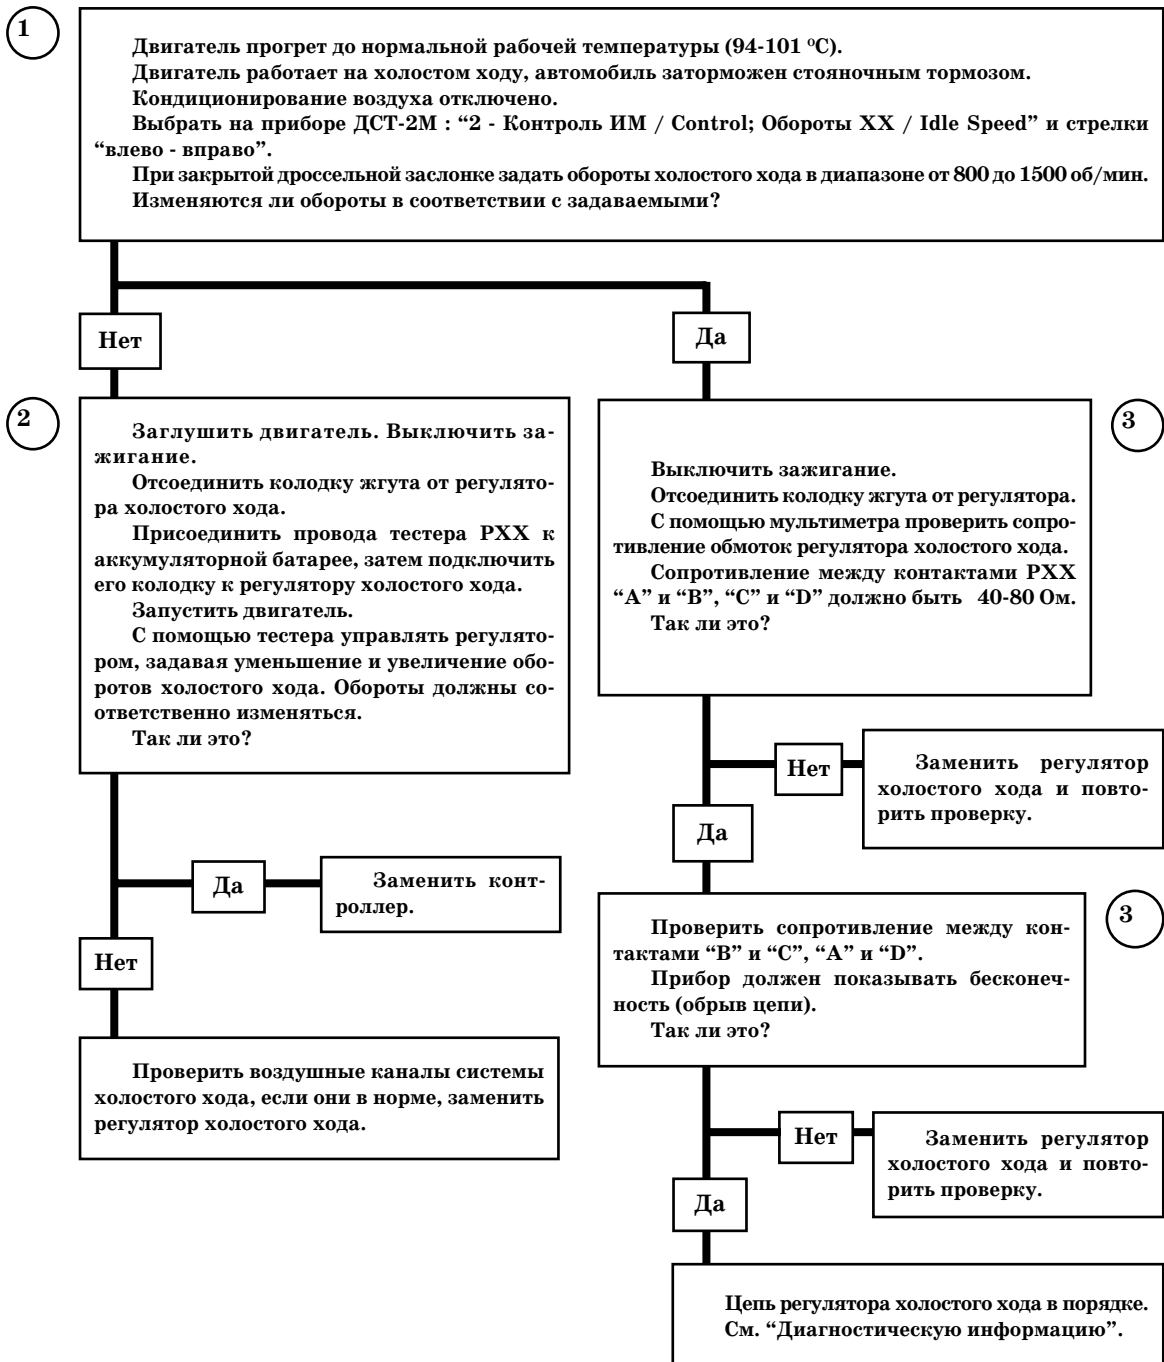 1
Двигатель прогрет до нормальной рабочей температуры (94-101 ºС).
Двигатель работает на холостом ходу, автомобиль заторможен стояночным тормозом.
Кондиционирование воздуха отключено.
Выбрать на приборе ДСТ-2М : “2 - Контроль ИМ / Control; Обороты ХХ / Idle Speed” и стрелки
“влево - вправо”.
При закрытой дроссельной заслонке задать обороты холостого хода в диапазоне от 800 до 1500 об/мин.
Изменяются ли обороты в соответствии с задаваемыми?
Нет
Да
2
Заглушить двигатель. Выключить за-
жигание.
Отсоединить колодку жгута от регулято-
ра холостого хода.
Присоединить провода тестера РХХ к
аккумуляторной батарее, затем подключить
его колодку к регулятору холостого хода.
Запустить двигатель.
С помощью тестера управлять регулято-
ром, задавая уменьшение и увеличение обо-
ротов холостого хода. Обороты должны со-
ответственно изменяться.
Так ли это?
3
Выключить зажигание.
Отсоединить колодку жгута от регулятора.
С помощью мультиметра проверить сопро-
тивление обмоток регулятора холостого хода.
Сопротивление между контактами РХХ
“А” и “В”, “С” и “D” должно быть 40-80 Ом.
Так ли это?
Нет
Заменить регулятор
холостого хода и повто-
рить проверку.
Да
Да
Заменить конт-
роллер.
Нет
Проверить воздушные каналы системы
холостого хода, если они в норме, заменить
регулятор холостого хода.
3
Проверить сопротивление между кон-
тактами “В” и “С”, “А” и “D”.
Прибор должен показывать бесконеч-
ность (обрыв цепи).
Так ли это?
Нет
Заменить регулятор
холостого хода и повто-
рить проверку.
Да
Цепь регулятора холостого хода в порядке.
См. “Диагностическую информацию”.